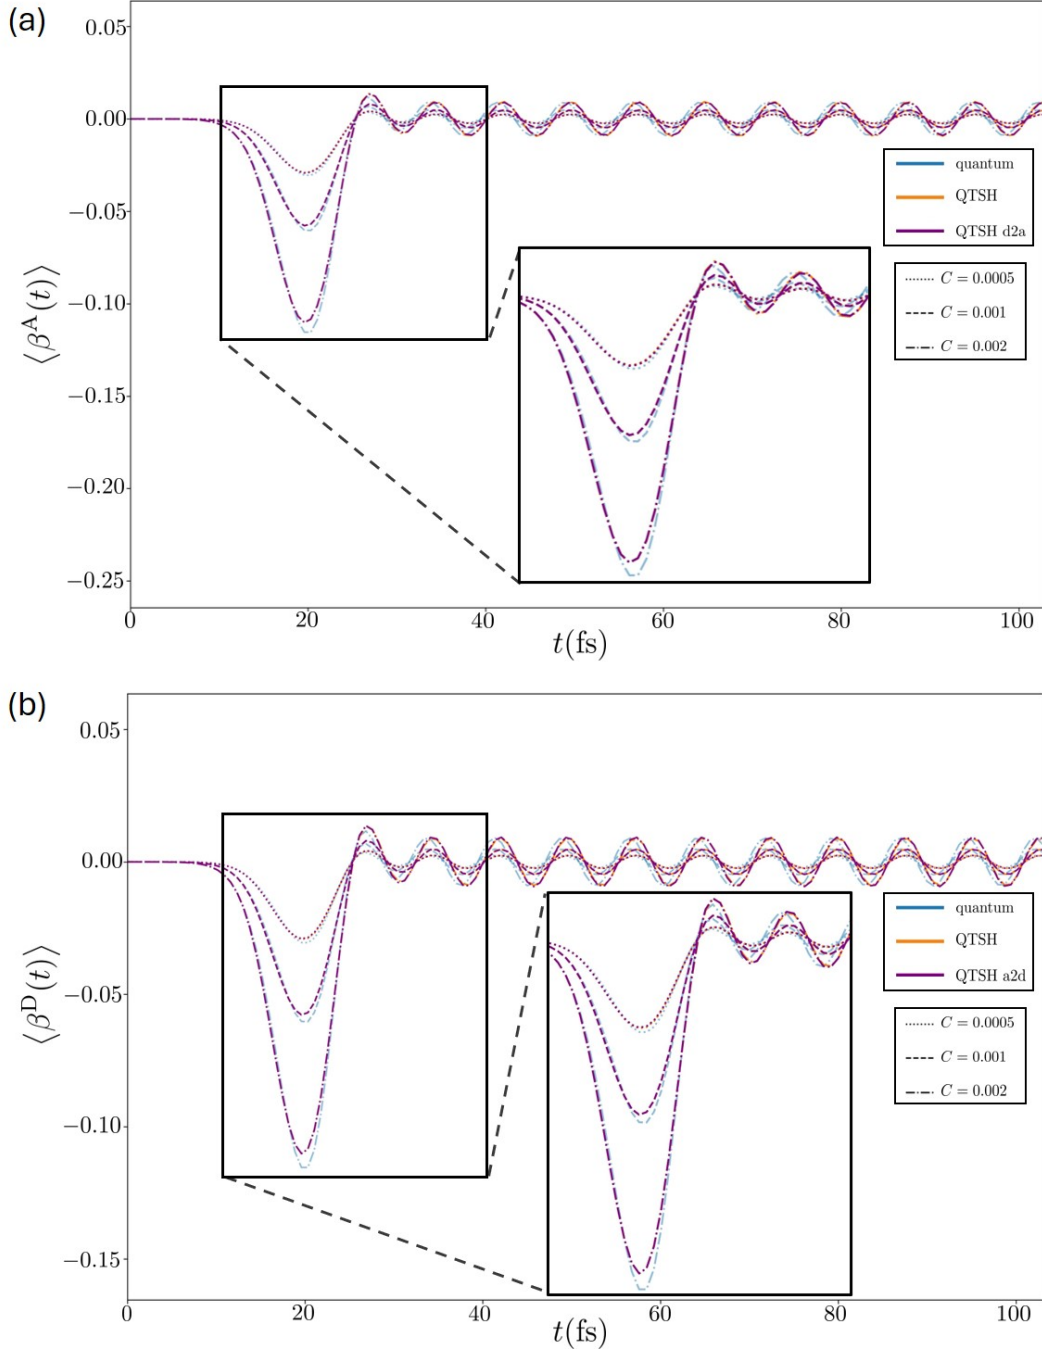 (a)
0.05
0.00
−0.05
−0.10
−0.15
−0.20
−0.25
⟨β^A(t)⟩
quantum
QTSH
QTSH d2a
C = 0.0005
C = 0.001
C = 0.002
0 20 40 60 80 100
t(fs)
(b)
0.05
0.00
−0.05
−0.10
−0.15
⟨β^D(t)⟩
quantum
QTSH
QTSH a2d
C = 0.0005
C = 0.001
C = 0.002
0 20 40 60 80 100
t(fs)